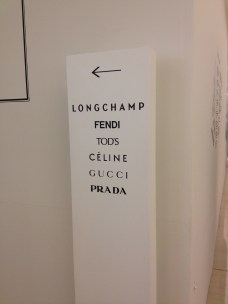 LONGCHAMP
FENDI
TOD'S
CÉLINE
GUCCI
PRADA